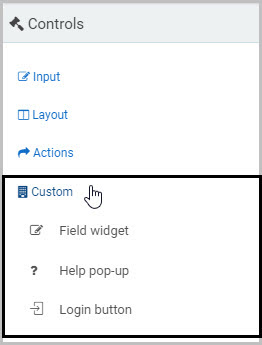 Controls
Input
Layout
Actions
Custom
Field widget
? Help pop-up
Login button